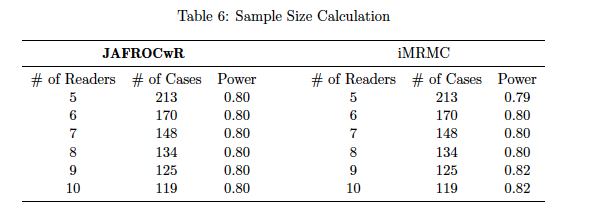 Table 6: Sample Size Calculation
JAFROCwR iMRMC
# of Readers # of Cases Power # of Readers # of Cases Power
5 213 0.80 5 213 0.79
6 170 0.80 6 170 0.80
7 148 0.80 7 148 0.80
8 134 0.80 8 134 0.80
9 125 0.80 9 125 0.82
10 119 0.80 10 119 0.82